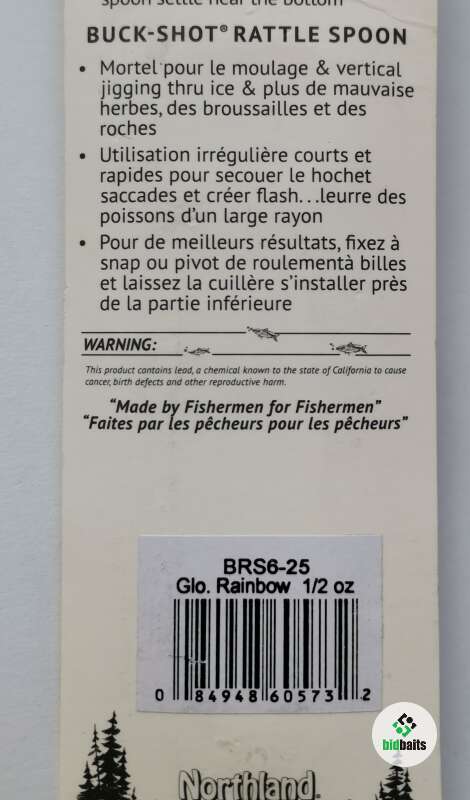 spoon settle near the bottom
BUCK-SHOT® RATTLE SPOON
• Mortel pour le moulage & vertical
jigging thru ice & plus de mauvaise
herbes, des broussailles et des
roches
• Utilisation irrégulière courts et
rapides pour secouer le hochet
saccades et créer flash. . .leurre des
poissons d'un large rayon
• Pour de meilleurs résultats, fixez à
snap ou pivot de roulementà billes
et laissez la cuillère s'installer près
de la partie inférieure
WARNING:
This product contains lead, a chemical known to the state of California to cause
cancer, birth defects and other reproductive harm.
"Made by Fishermen for Fishermen"
"Faites par les pêcheurs pour les pêcheurs"
BRS6-25
Glo. Rainbow 1/2 oz
0 84948 60573 2
bidbaits
Northland